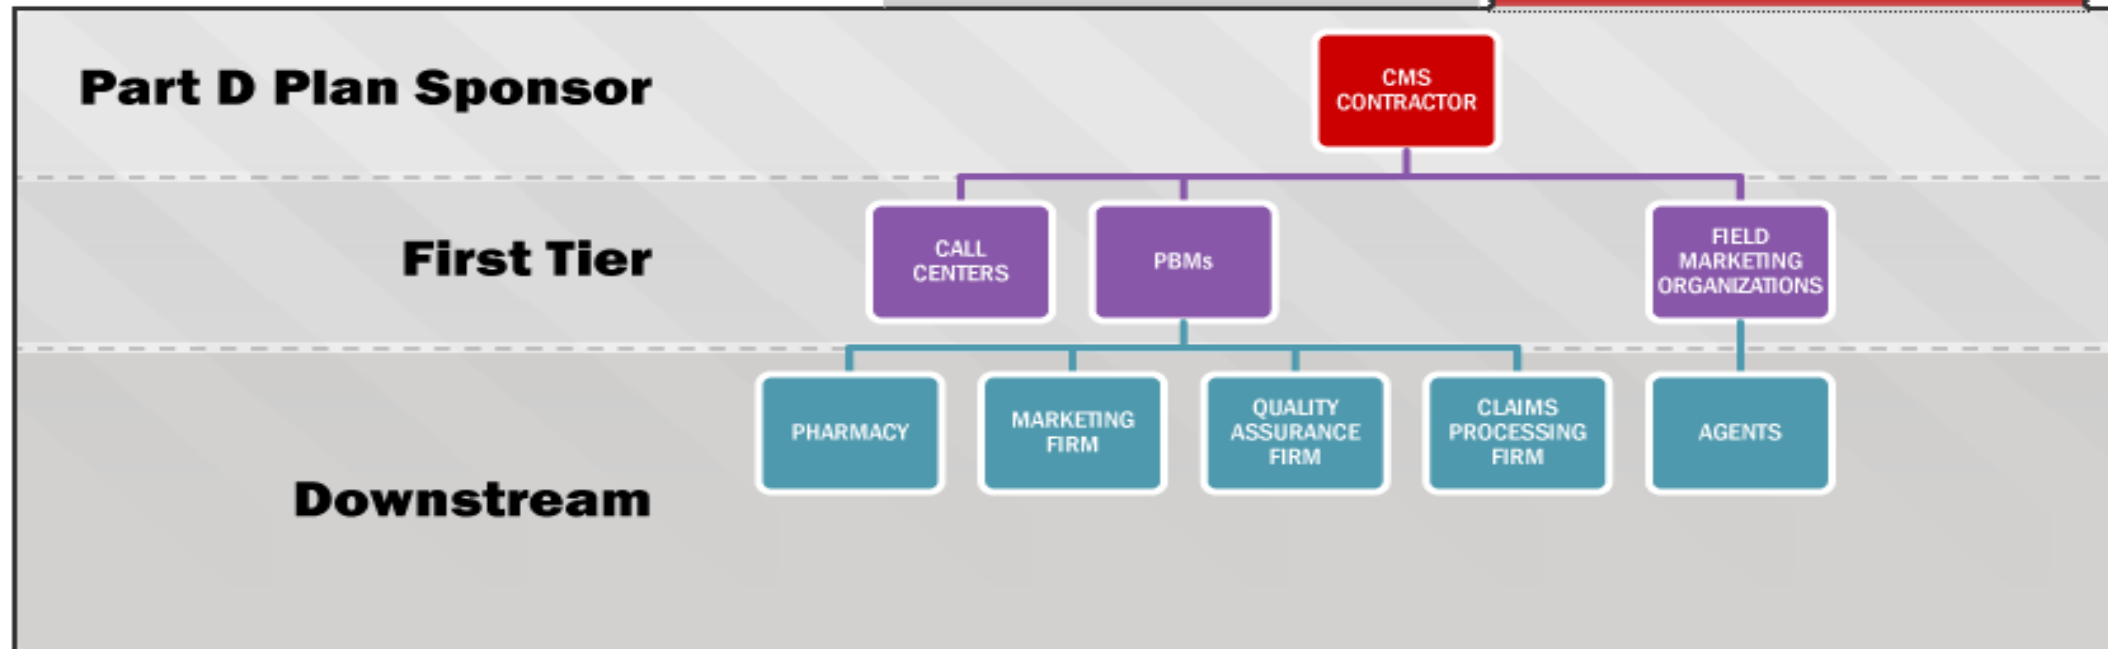 Part D Plan Sponsor
CMS
CONTRACTOR
First Tier
CALL
CENTERS
PBMs
FIELD
MARKETING
ORGANIZATIONS
Downstream
PHARMACY
MARKETING
FIRM
QUALITY
ASSURANCE
FIRM
CLAIMS
PROCESSING
FIRM
AGENTS